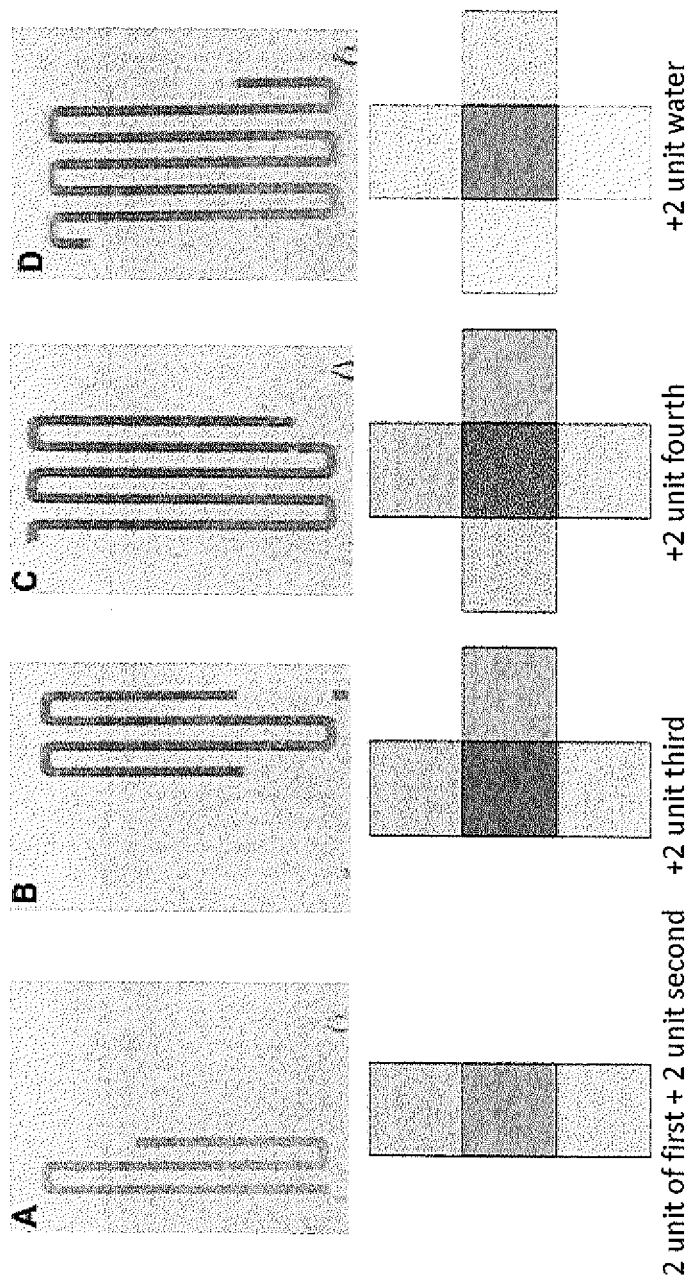 A
B
C
D
2 unit of first + 2 unit second
+2 unit third
+2 unit fourth
+2 unit water